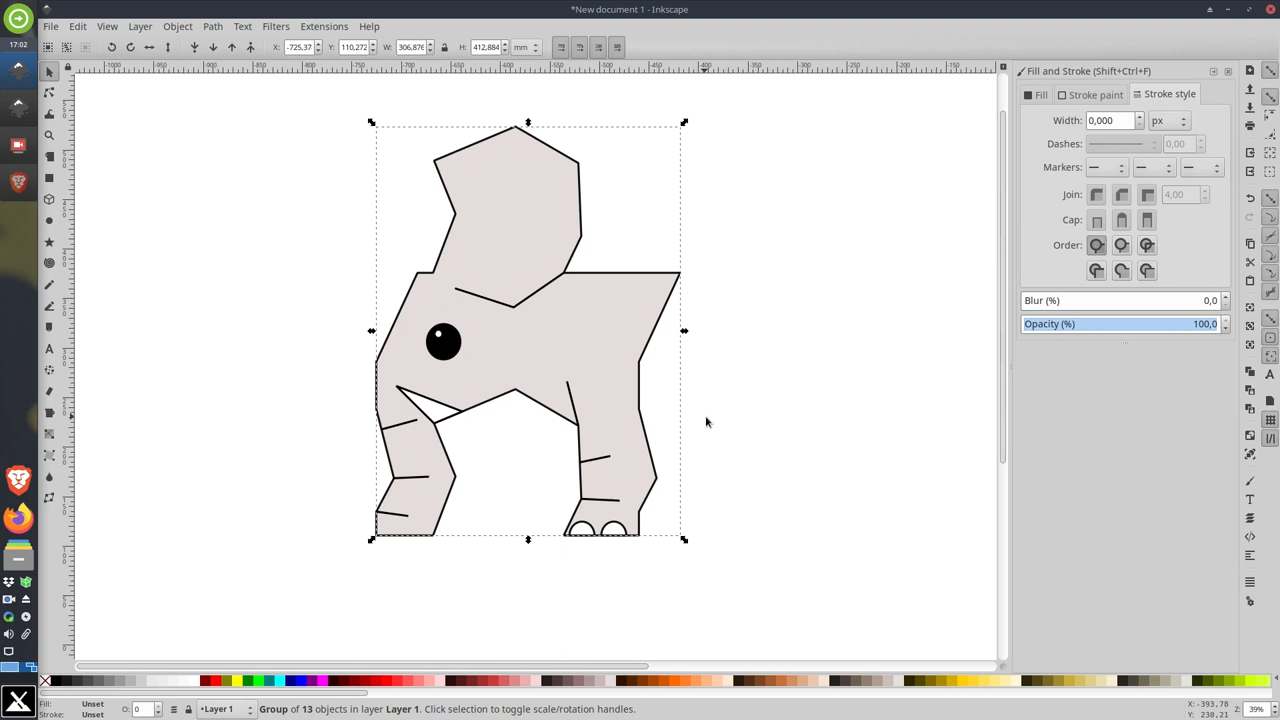 *New document 1 - Inkscape
17:02
File Edit View Layer Object Path Text Filters Extensions Help
X: -725,37 Y: 110,272 W: 306,876 H: 412,884 mm
Fill and Stroke (Shift+Ctrl+F)
Fill Stroke paint Stroke style
Width: 0,000 px
Dashes: 0,00
Markers:
Join: 4,00
Cap:
Order:
Blur (%) 0,0
Opacity (%) 100,0
Fill: Unset
Stroke: Unset
O: 0
•Layer 1
Group of 13 objects in layer Layer 1. Click selection to toggle scale/rotation handles.
X: -393,78
Y: 230,21
Z: 39%